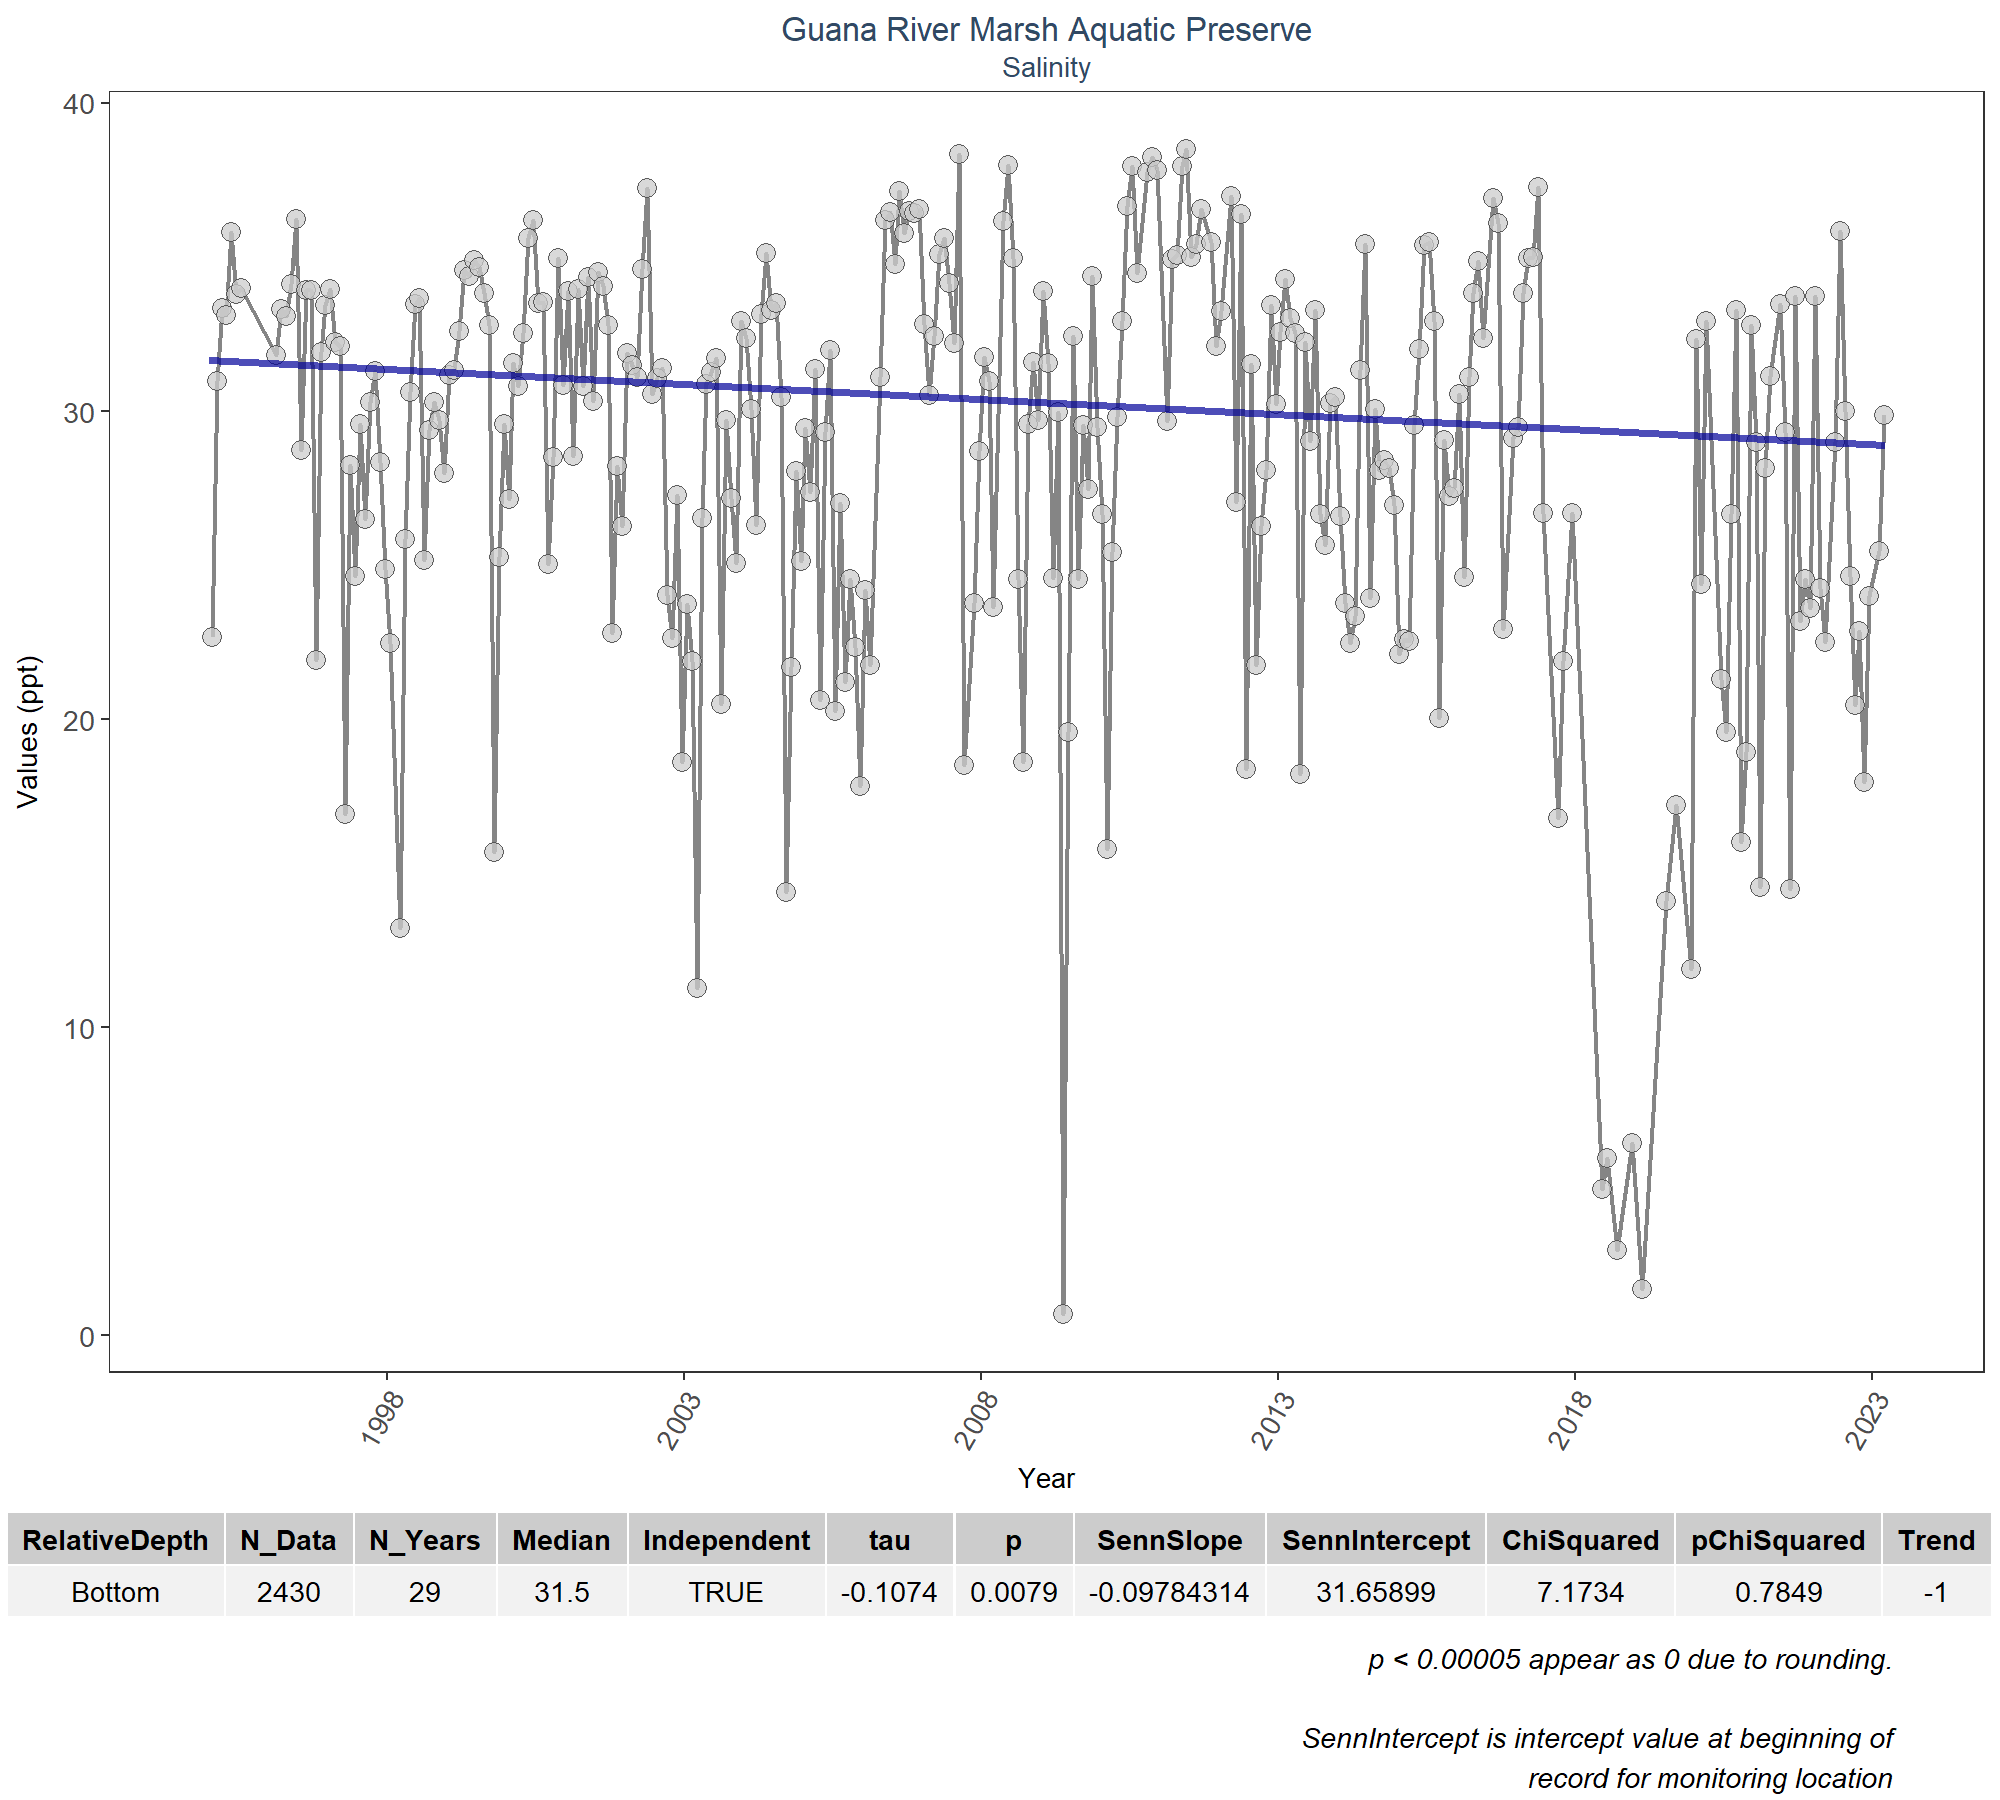 Guana River Marsh Aquatic Preserve
Salinity
Values (ppt)
40
30
20
10
0
1998 2003 2008 2013 2018 2023
Year
RelativeDepth N_Data N_Years Median Independent tau p SennSlope SennIntercept ChiSquared pChiSquared Trend
Bottom 2430 29 31.5 TRUE -0.1074 0.0079 -0.09784314 31.65899 7.1734 0.7849 -1
p < 0.00005 appear as 0 due to rounding.
SennIntercept is intercept value at beginning of
record for monitoring location